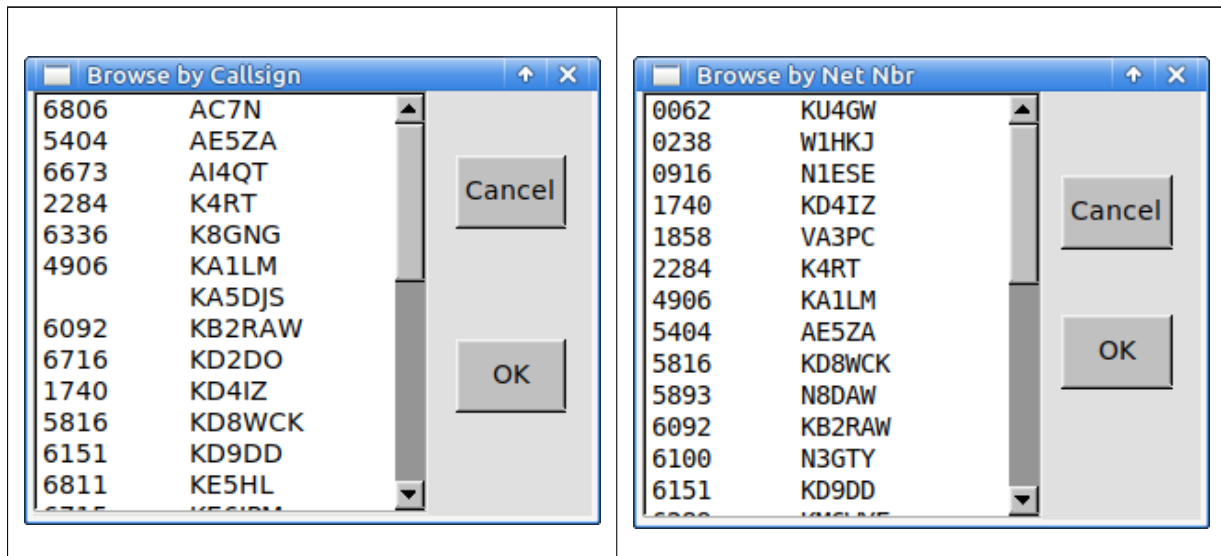 Browse by Callsign
6806 AC7N
5404 AE5ZA
6673 AI4QT
2284 K4RT
6336 K8GNG
4906 KA1LM
KA5DJS
6092 KB2RAW
6716 KD2DO
1740 KD4IZ
5816 KD8WCK
6151 KD9DD
6811 KE5HL
Cancel
OK
Browse by Net Nbr
0062 KU4GW
0238 W1HKJ
0916 N1ESE
1740 KD4IZ
1858 VA3PC
2284 K4RT
4906 KA1LM
5404 AE5ZA
5816 KD8WCK
5893 N8DAW
6092 KB2RAW
6100 N3GTY
6151 KD9DD
Cancel
OK